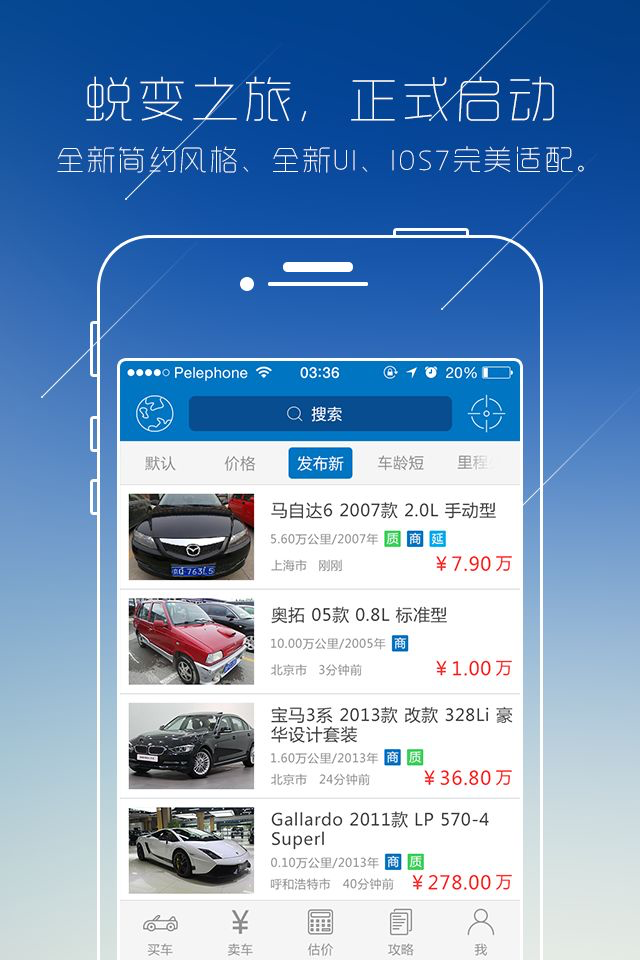 蜕变之旅，正式启动
全新简约风格、全新UI、IOS7完美适配。
Pelephone 03:36 20%
搜索
默认 价格 发布新 车龄短 里程
马自达6 2007款 2.0L 手动型
5.60万公里/2007年 质 商 延
上海市 刚刚 ¥7.90万
奥拓 05款 0.8L 标准型
10.00万公里/2005年 商
北京市 3分钟前 ¥1.00万
宝马3系 2013款 改款 328Li 豪
华设计套装
1.60万公里/2013年 商 质
北京市 24分钟前 ¥36.80万
Gallardo 2011款 LP 570-4
Superl
0.10万公里/2013年 商 质
呼和浩特市 40分钟前 ¥278.00万
买车 卖车 估价 攻略 我